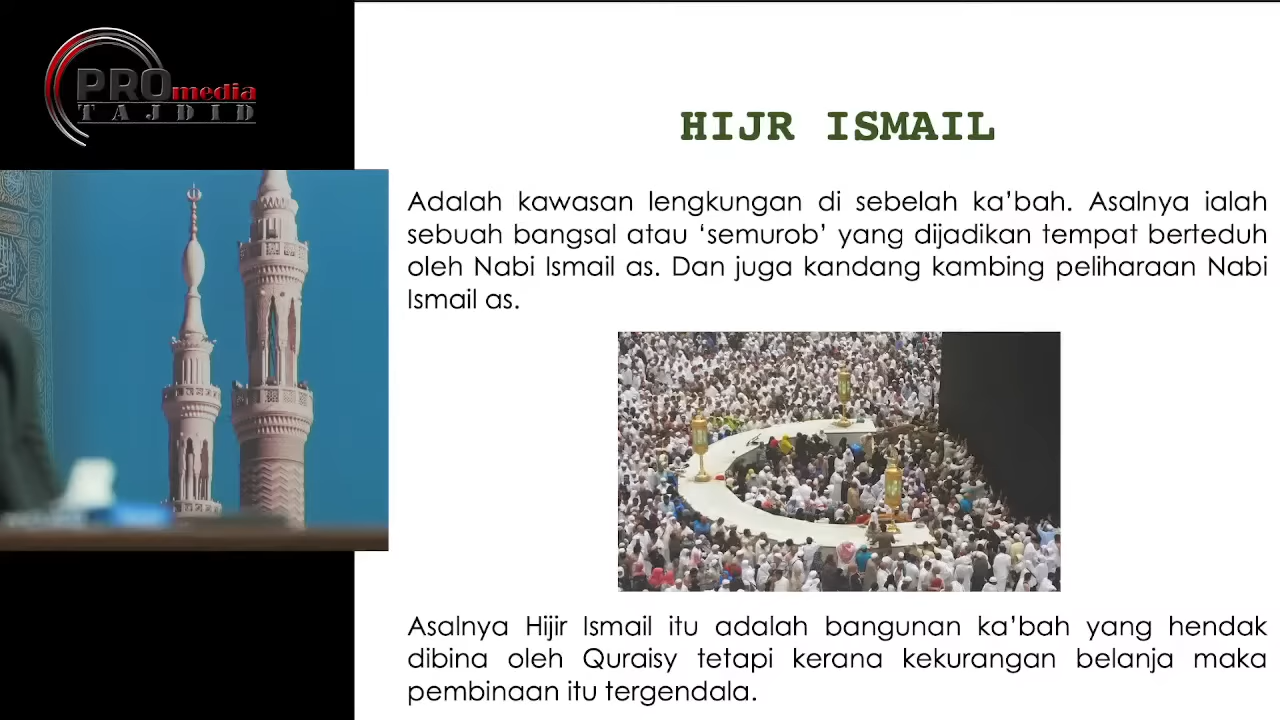 PROmedia
TAJDID
HIJR ISMAIL
Adalah kawasan lengkungan di sebelah ka’bah. Asalnya ialah
sebuah bangsal atau ‘semurob’ yang dijadikan tempat berteduh
oleh Nabi Ismail as. Dan juga kandang kambing peliharaan Nabi
Ismail as.
Asalnya Hijir Ismail itu adalah bangunan ka’bah yang hendak
dibina oleh Quraisy tetapi kerana kekurangan belanja maka
pembinaan itu tergendala.